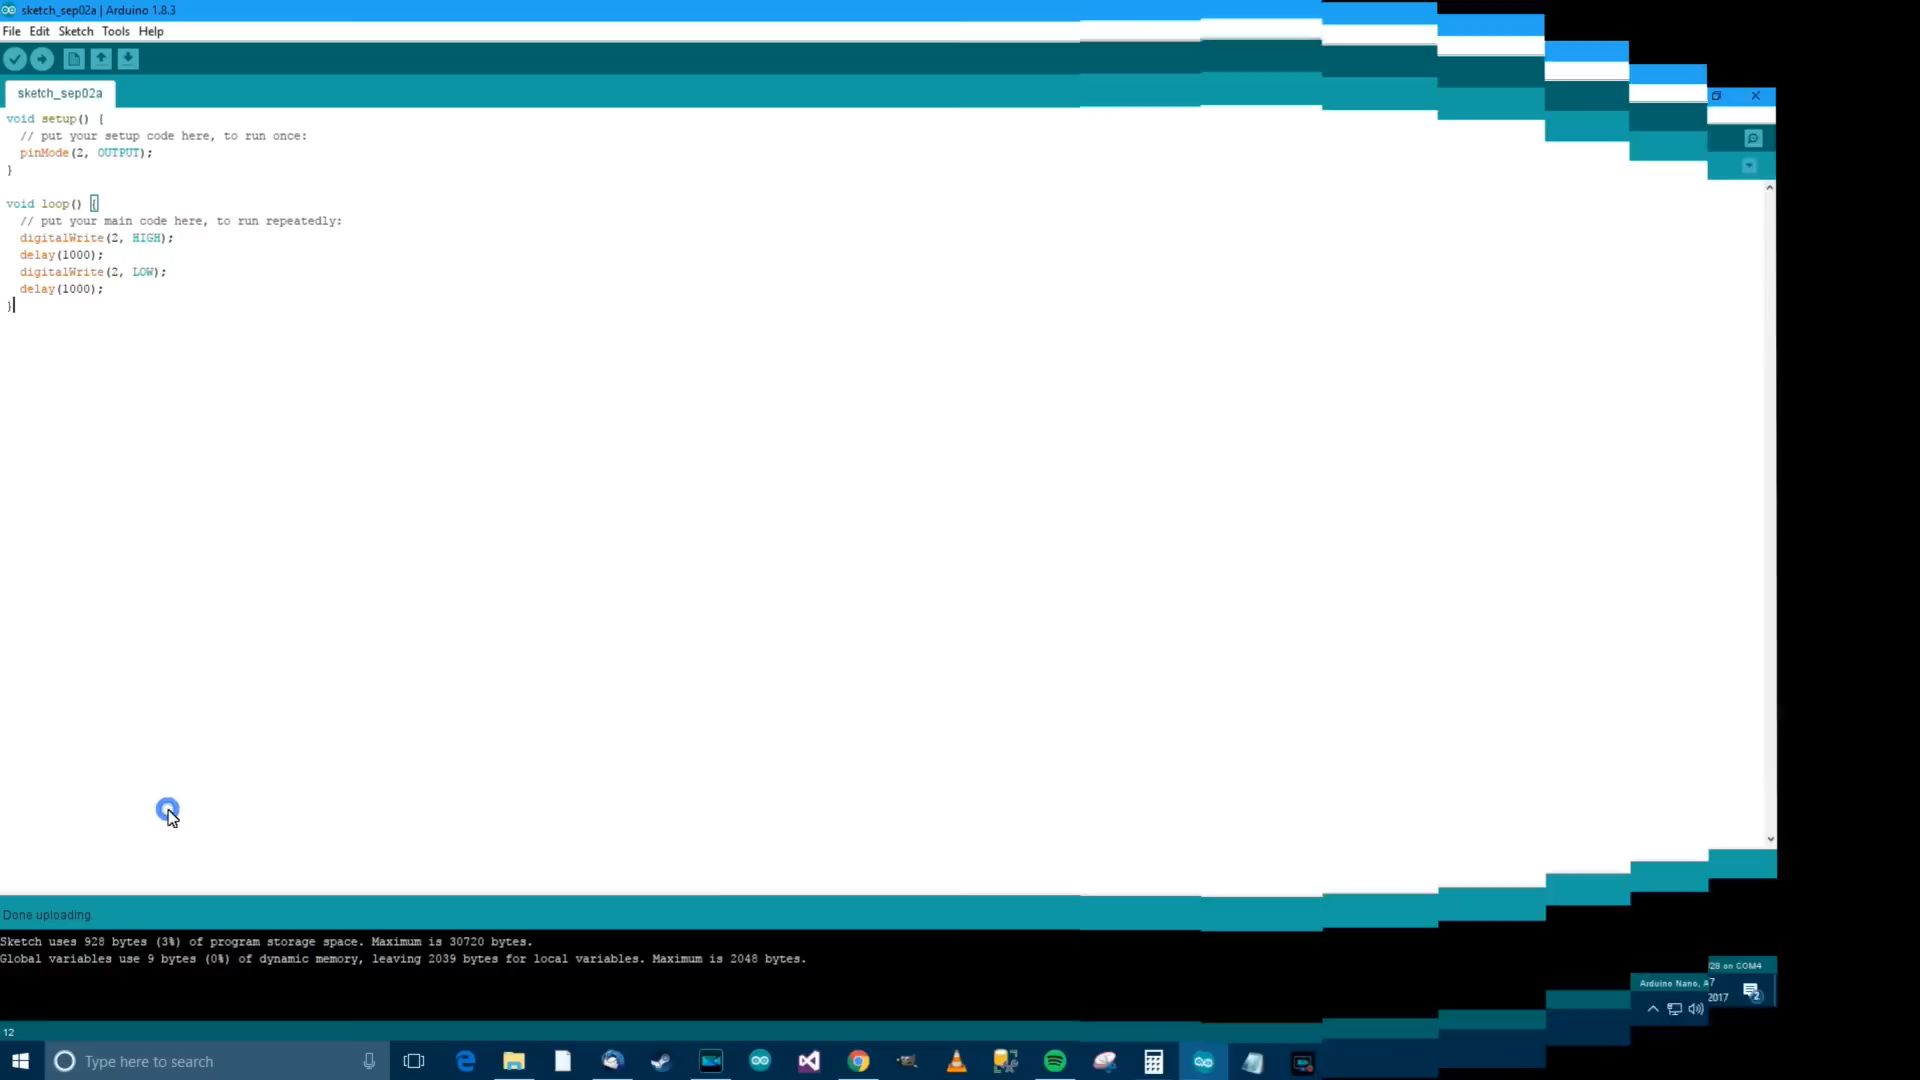 sketch_sep02a | Arduino 1.8.3
File Edit Sketch Tools Help
sketch_sep02a
void setup() {
// put your setup code here, to run once:
pinMode(2, OUTPUT);
}
void loop() {
// put your main code here, to run repeatedly:
digitalWrite(2, HIGH);
delay(1000);
digitalWrite(2, LOW);
delay(1000);
}
Done uploading.
Sketch uses 928 bytes (3%) of program storage space. Maximum is 30720 bytes.
Global variables use 9 bytes (0%) of dynamic memory, leaving 2039 bytes for local variables. Maximum is 2048 bytes.
28 on COM4
Arduino Nano, A
2017
2
12
Type here to search